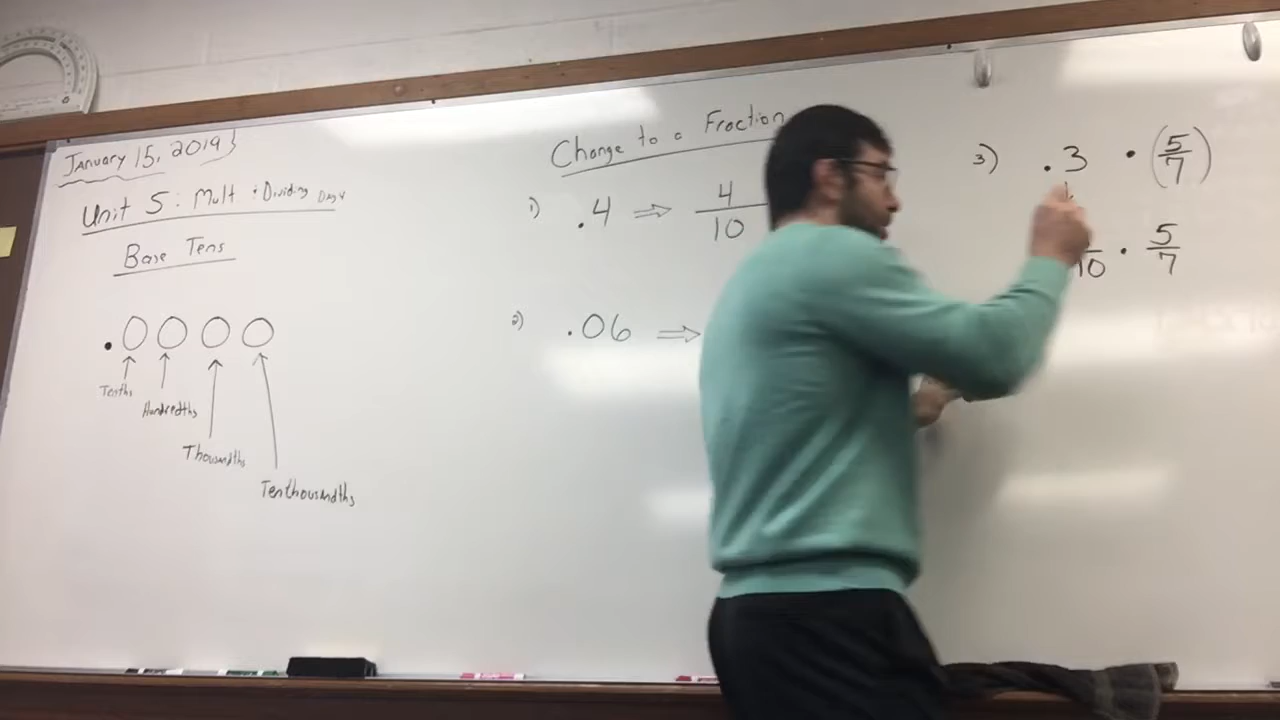 January 15, 2019
Unit 5: Mult + Dividing Day 4
Base Tens
.
Tenths
Hundredths
Thousandths
Tenthousandths
Change to a Fraction
1) .4 ⇒ 4/10
2) .06 ⇒
3) .3 · (5/7)
10 · 5/7